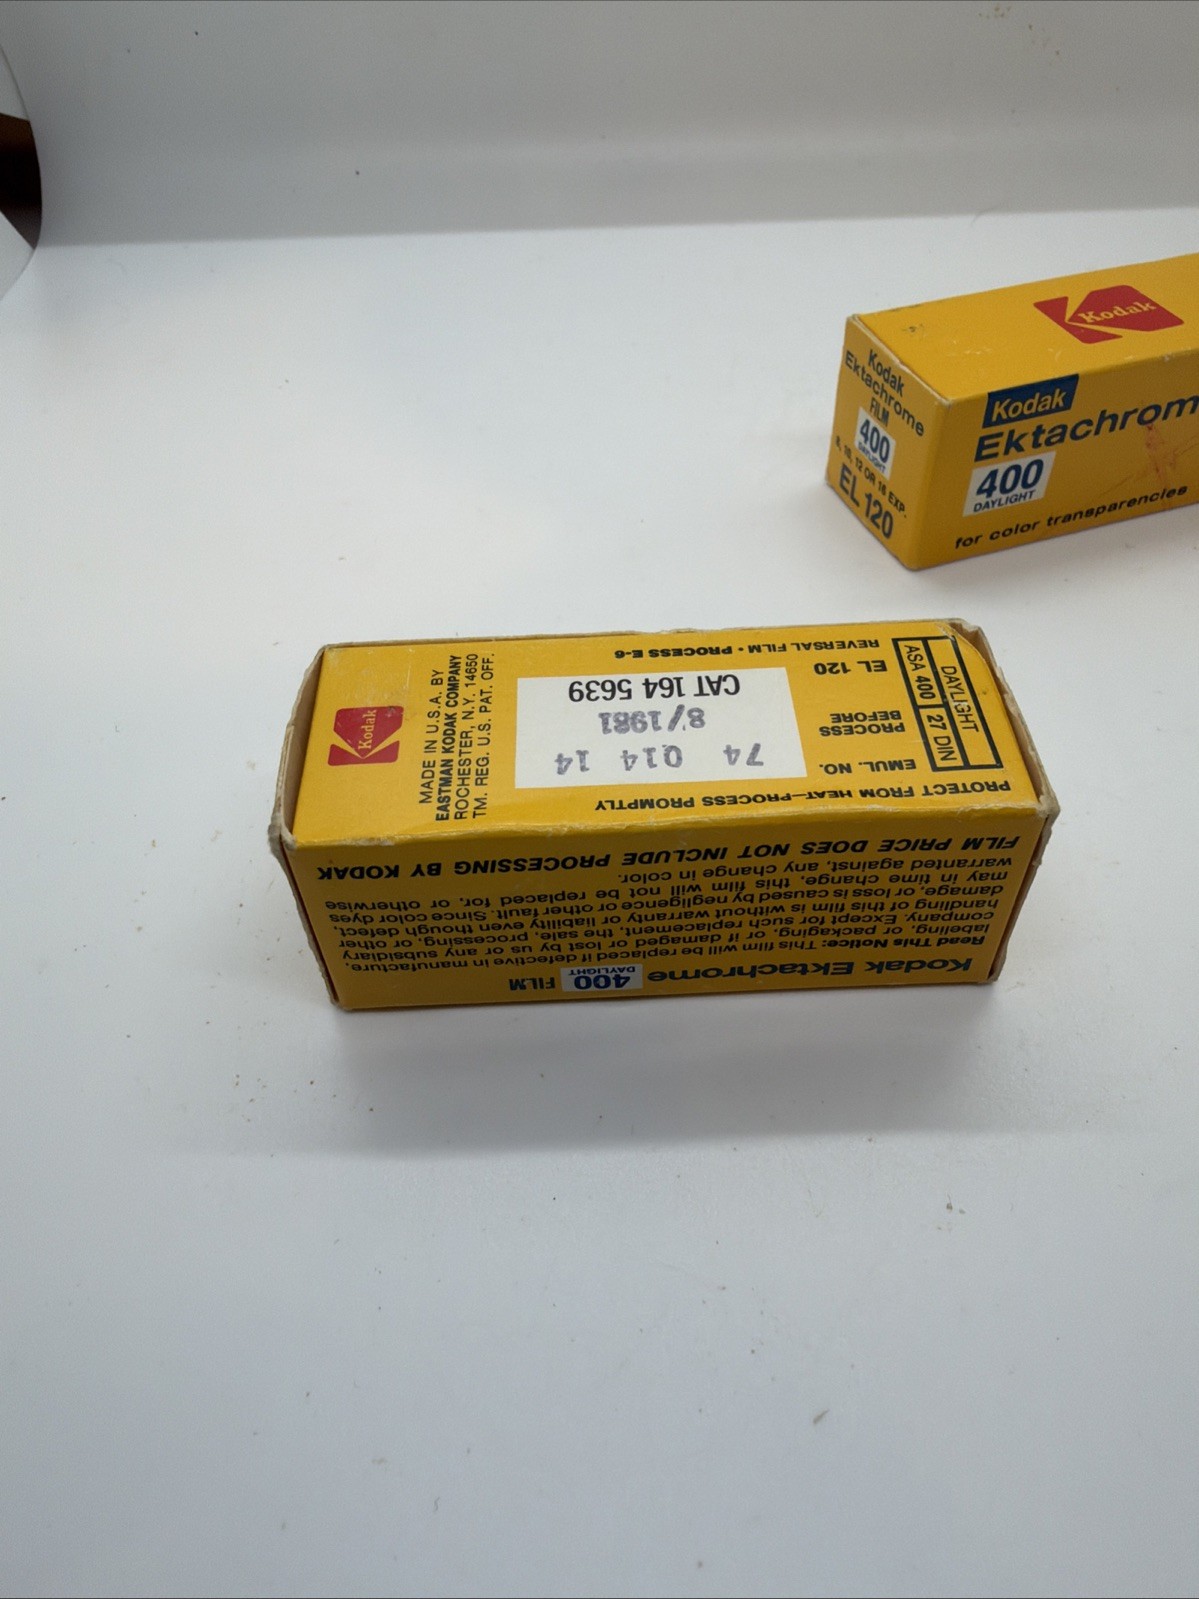 Kodak
Kodak
Ektachrome
FILM
400
DAYLIGHT
8, 10, 12 OR 16 EXP.
EL 120
Kodak
Ektachrom
400
DAYLIGHT
for color transparencies
Kodak
MADE IN U.S.A. BY
EASTMAN KODAK COMPANY
ROCHESTER, N.Y. 14650
TM. REG. U.S. PAT. OFF.
PROTECT FROM HEAT—PROCESS PROMPTLY
EMUL. NO. 74 014 14
PROCESS
BEFORE
8/1981
EL 120
CAT 164 5639
REVERSAL FILM • PROCESS E-6
DAYLIGHT
ASA 400 27 DIN
Kodak Ektachrome 400 DAYLIGHT FILM
Read This Notice: This film will be replaced if defective in manufacture,
labeling, or packaging, or if damaged or lost by us or any subsidiary
company. Except for such replacement, the sale, processing, or other
handling of this film is without warranty or liability even though defect,
damage, or loss is caused by negligence or other fault. Since color dyes
may in time change, this film will not be replaced for, or otherwise
warranted against, any change in color.
FILM PRICE DOES NOT INCLUDE PROCESSING BY KODAK